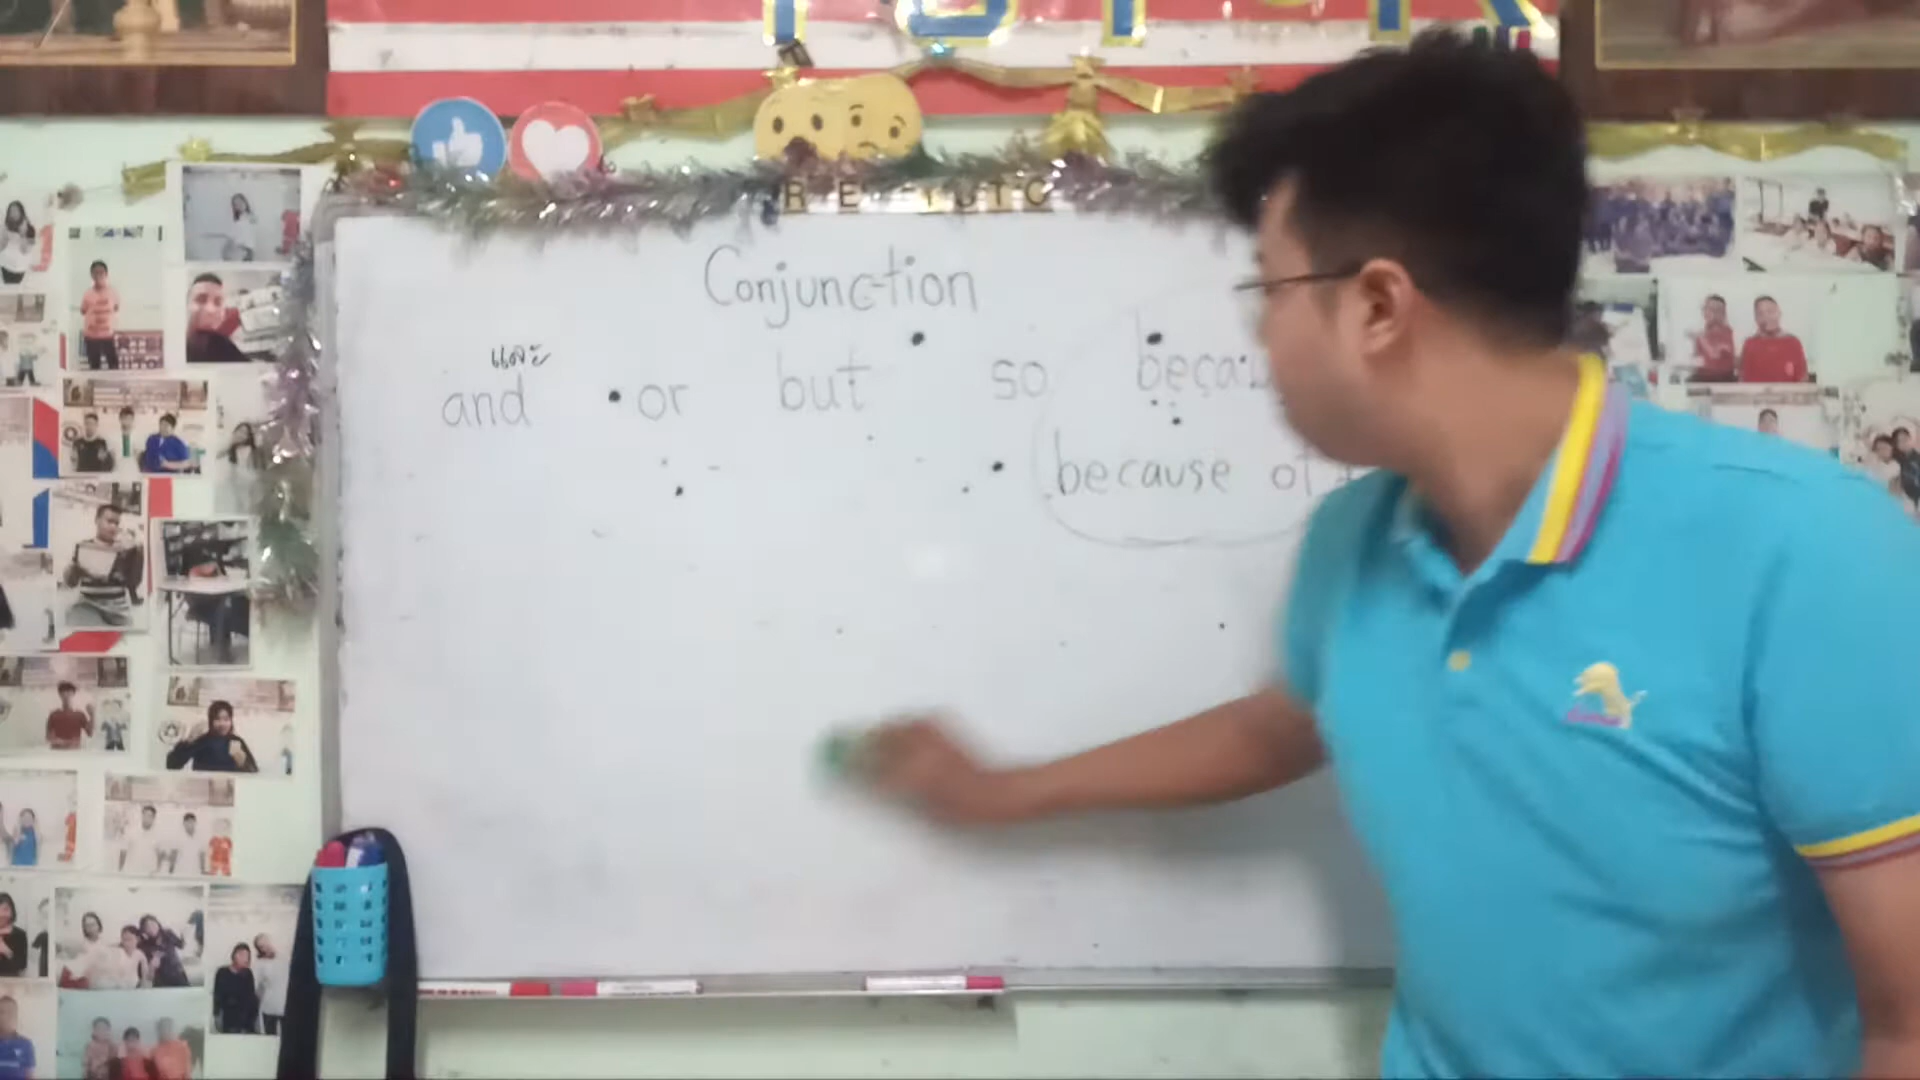 Conjunction
และ
and or but so
because of